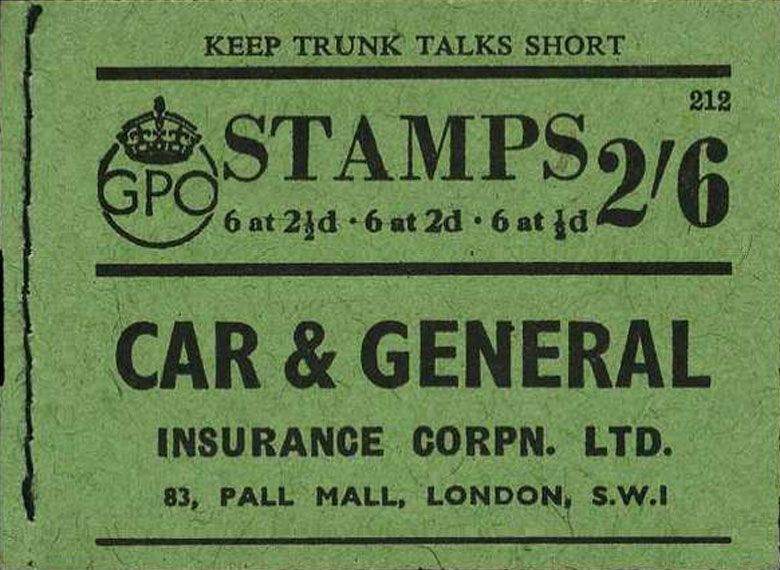 KEEP TRUNK TALKS SHORT
212
GPO
STAMPS 2/6
6 at 2½d · 6 at 2d · 6 at ½d
CAR & GENERAL
INSURANCE CORPN. LTD.
83, PALL MALL, LONDON, S.W.1